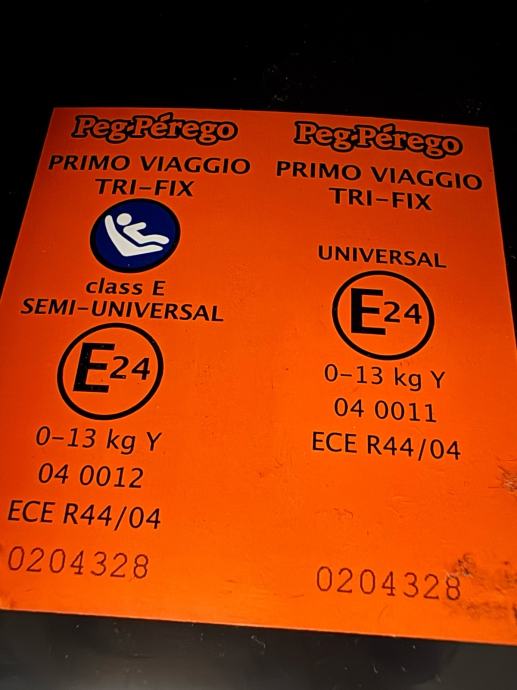 Peg-Pérego
PRIMO VIAGGIO
TRI-FIX
class E
SEMI-UNIVERSAL
E24
0-13 kg Y
04 0012
ECE R44/04
0204328
Peg-Pérego
PRIMO VIAGGIO
TRI-FIX
UNIVERSAL
E24
0-13 kg Y
04 0011
ECE R44/04
0204328